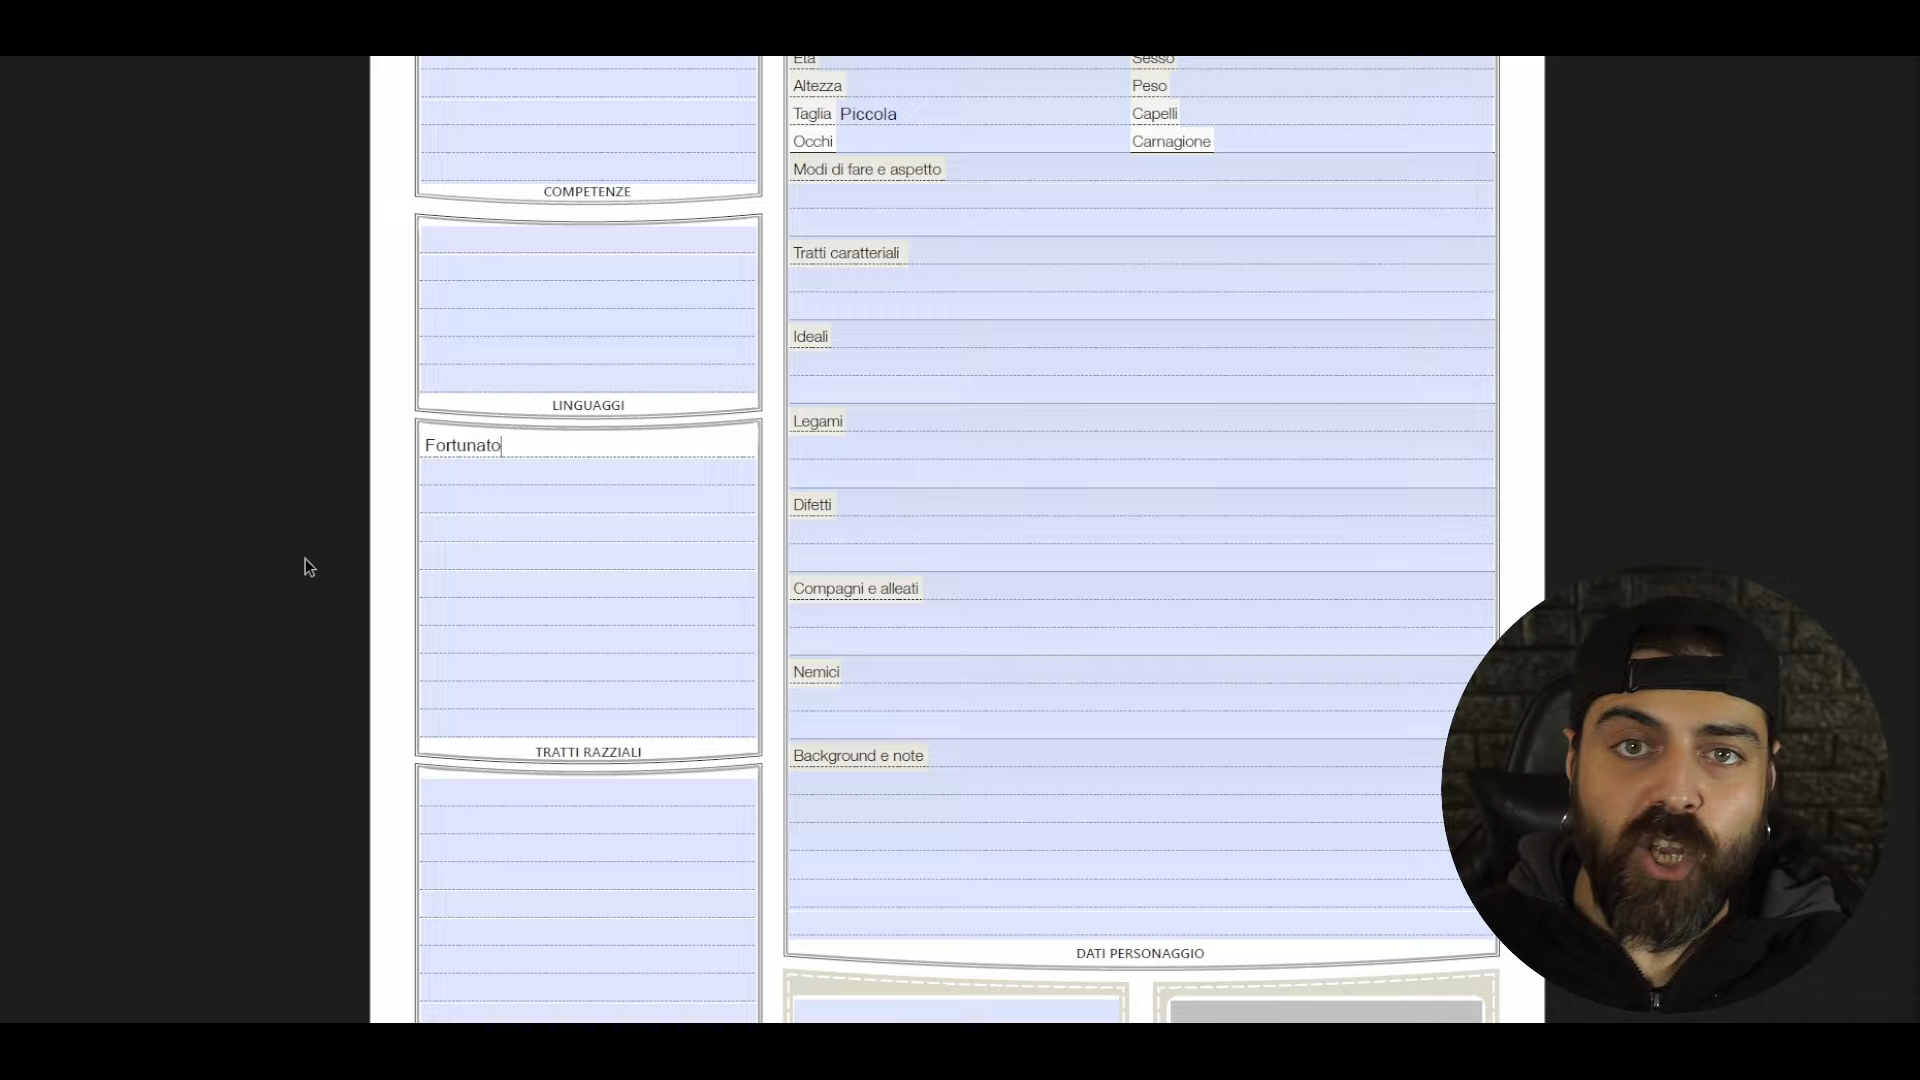 COMPETENZE
LINGUAGGI
Fortunato
TRATTI RAZZIALI
Età
Sesso
Altezza
Peso
Taglia Piccola
Capelli
Occhi
Carnagione
Modi di fare e aspetto
Tratti caratteriali
Ideali
Legami
Difetti
Compagni e alleati
Nemici
Background e note
DATI PERSONAGGIO